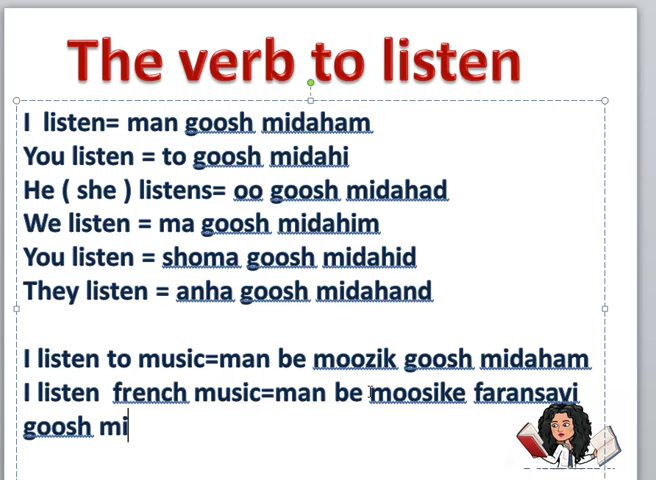 The verb to listen
I  listen= man goosh midaham
You listen = to goosh midahi
He ( she ) listens= oo goosh midahad
We listen = ma goosh midahim
You listen = shoma goosh midahid
They listen = anha goosh midahand
I listen to music=man be moozik goosh midaham
I listen  french music=man be moosike faransavi
goosh mi